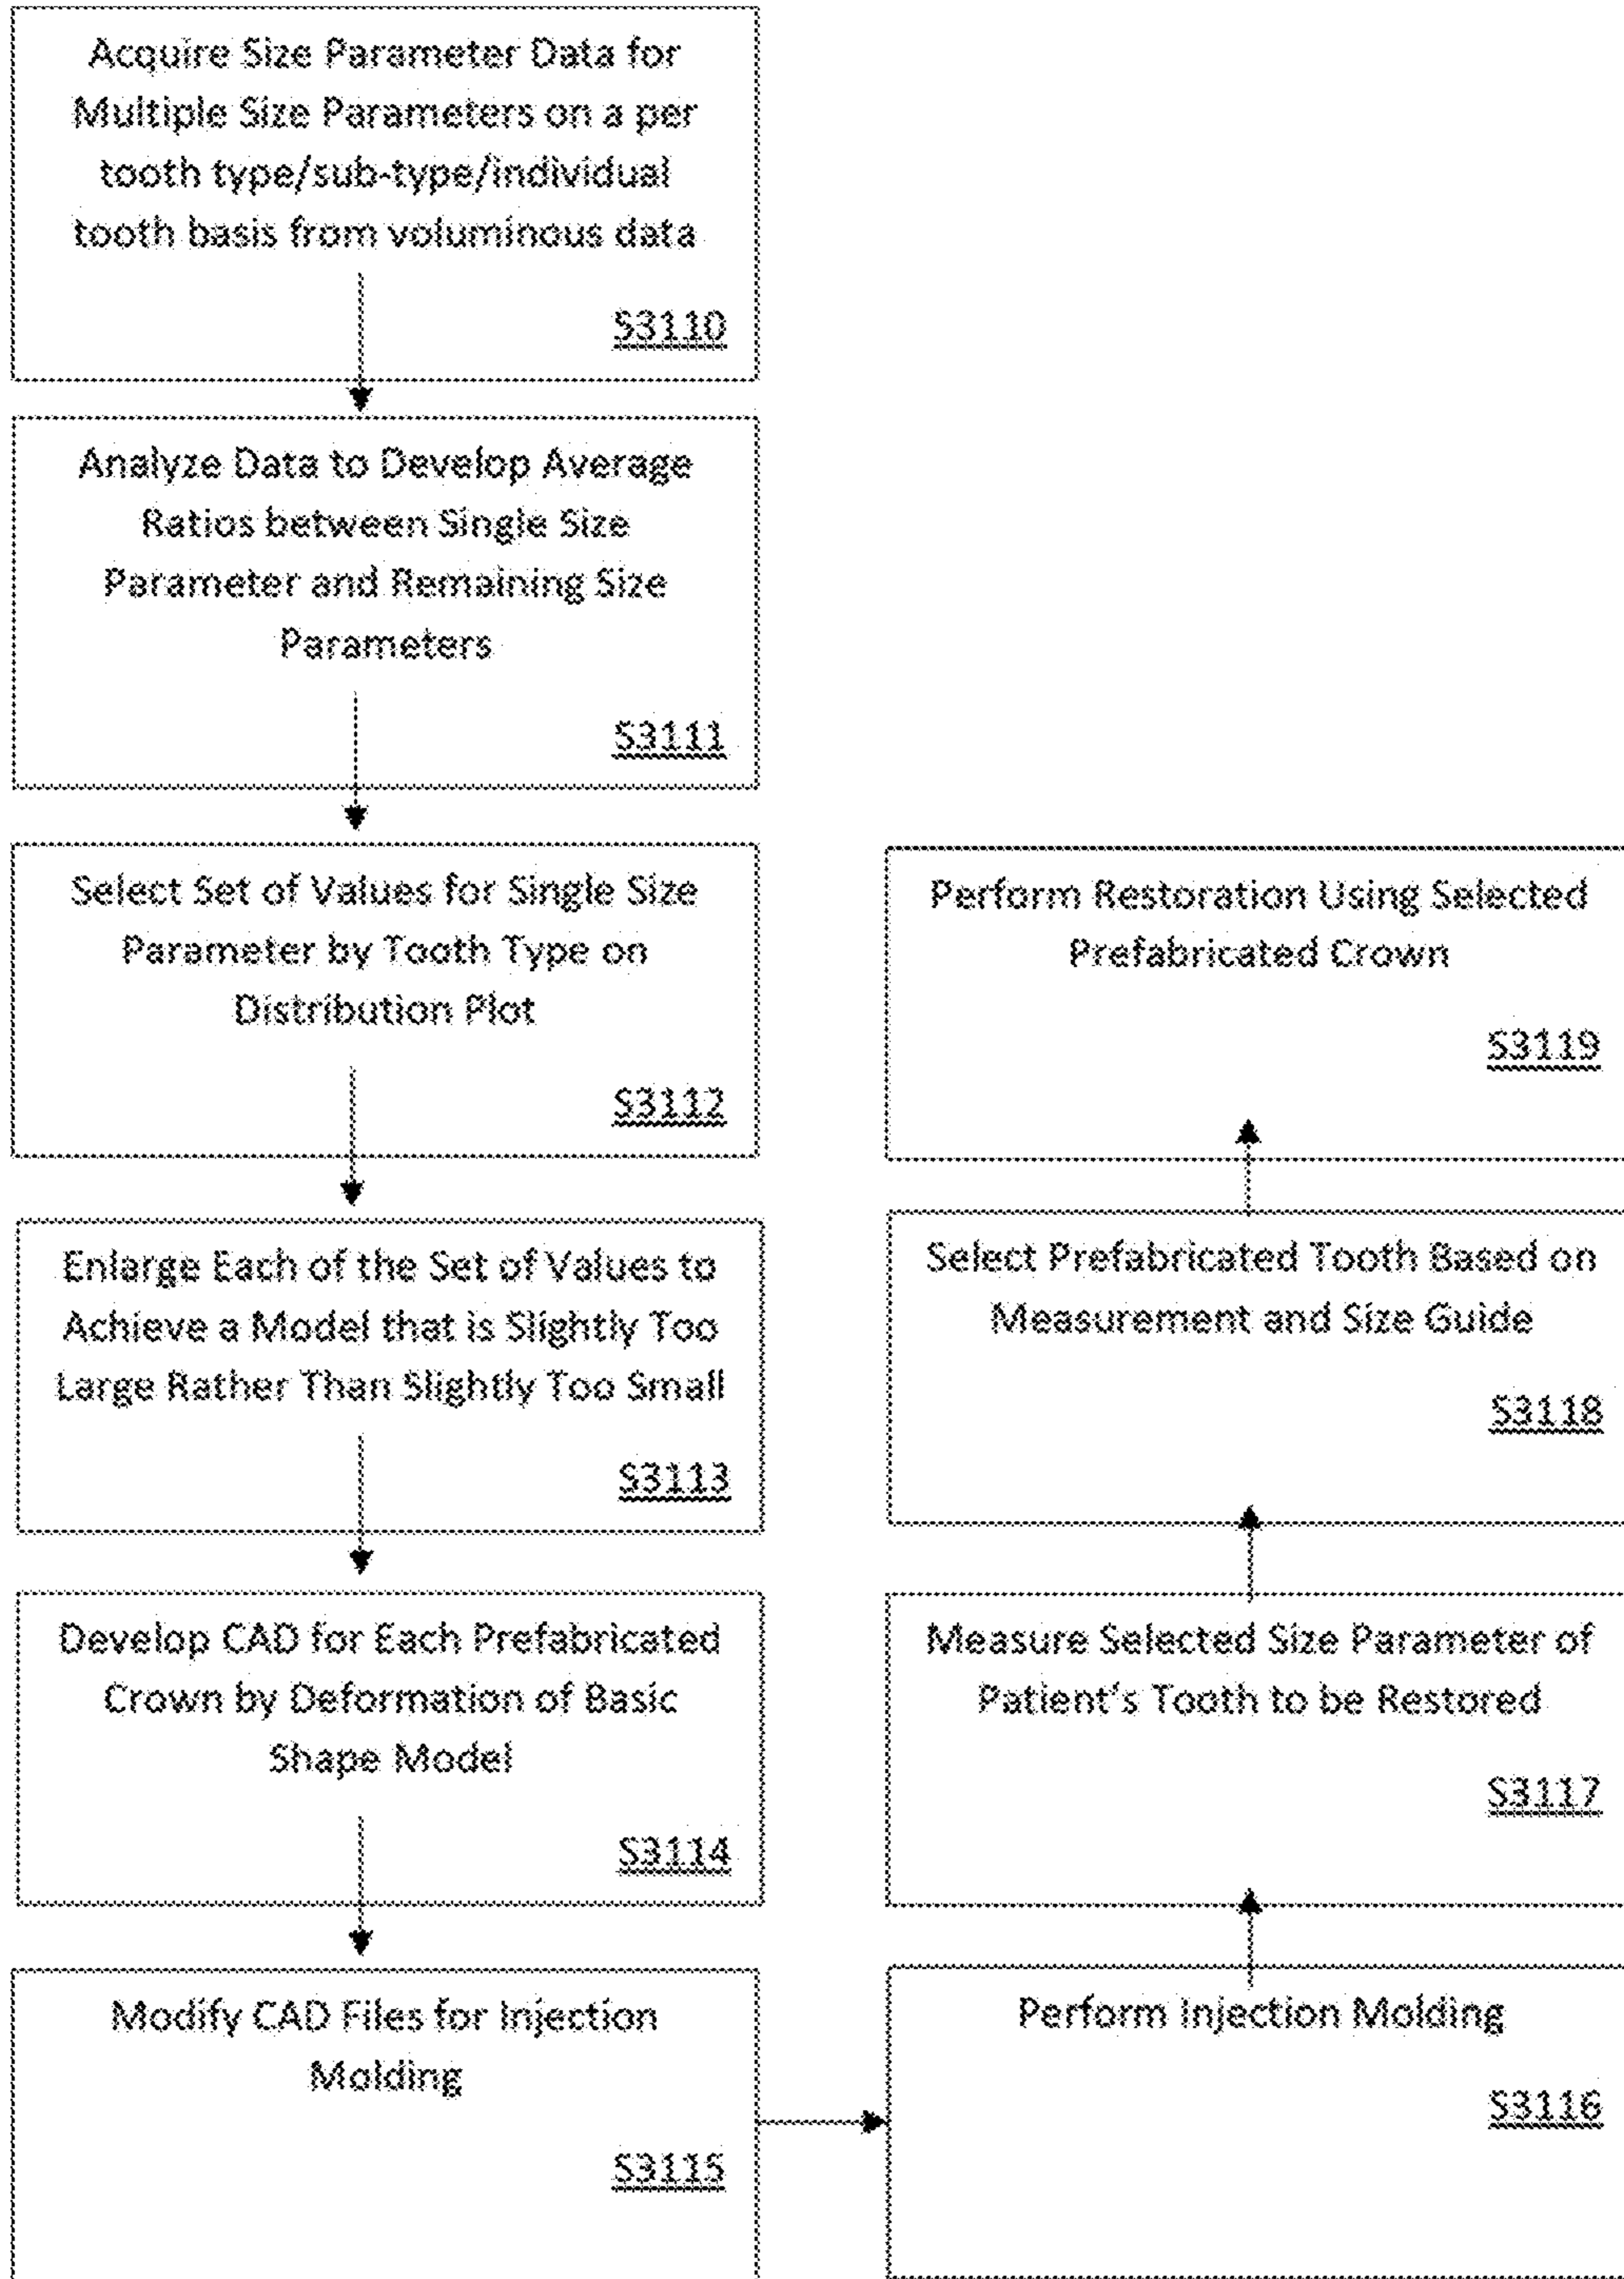 Acquire Size Parameter Data for
Multiple Size Parameters on a per
tooth type/sub-type/individual
tooth basis from voluminous data
S3110
Analyze Data to Develop Average
Ratios between Single Size
Parameter and Remaining Size
Parameters
S3111
Select Set of Values for Single Size
Parameter by Tooth Type on
Distribution Plot
S3112
Enlarge Each of the Set of Values to
Achieve a Model that is Slightly Too
Large Rather Than Slightly Too Small
S3113
Develop CAD for Each Prefabricated
Crown by Deformation of Basic
Shape Model
S3114
Modify CAD Files for Injection
Molding
S3115
Perform Injection Molding
S3116
Measure Selected Size Parameter of
Patient's Tooth to be Restored
S3117
Select Prefabricated Tooth Based on
Measurement and Size Guide
S3118
Perform Restoration Using Selected
Prefabricated Crown
S3119